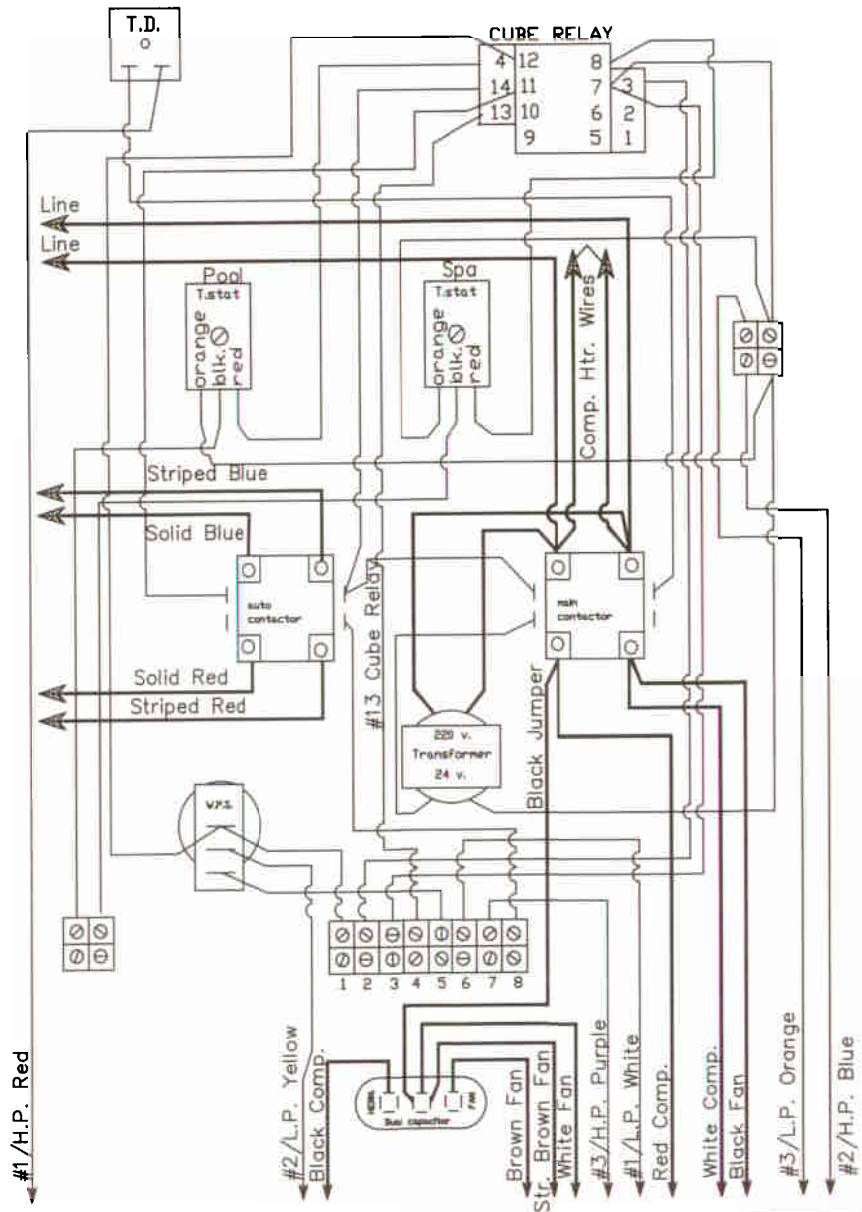 T.D.
CUBE RELAY
4 12 8
14 11 7 3
13 10 6 2
9 5 1
Line
Line
Pool
T.stat
orange
blk.
red
Spa
T.stat
orange
blk.
red
Comp. Htr. Wires
Striped Blue
Solid Blue
auto
contactor
#13 Cube Relay
main
contactor
Solid Red
Striped Red
220 v.
Transformer
24 v.
Black Jumper
W.P.S.
1 2 3 4 5 6 7 8
HERM
FAN
Dual capacitor
#1/H.P. Red
#2/L.P. Yellow
Black Comp.
Brown Fan
Str. Brown Fan
White Fan
#3/H.P. Purple
#1/L.P. White
Red Comp.
White Comp.
Black Fan
#3/L.P. Orange
#2/H.P. Blue